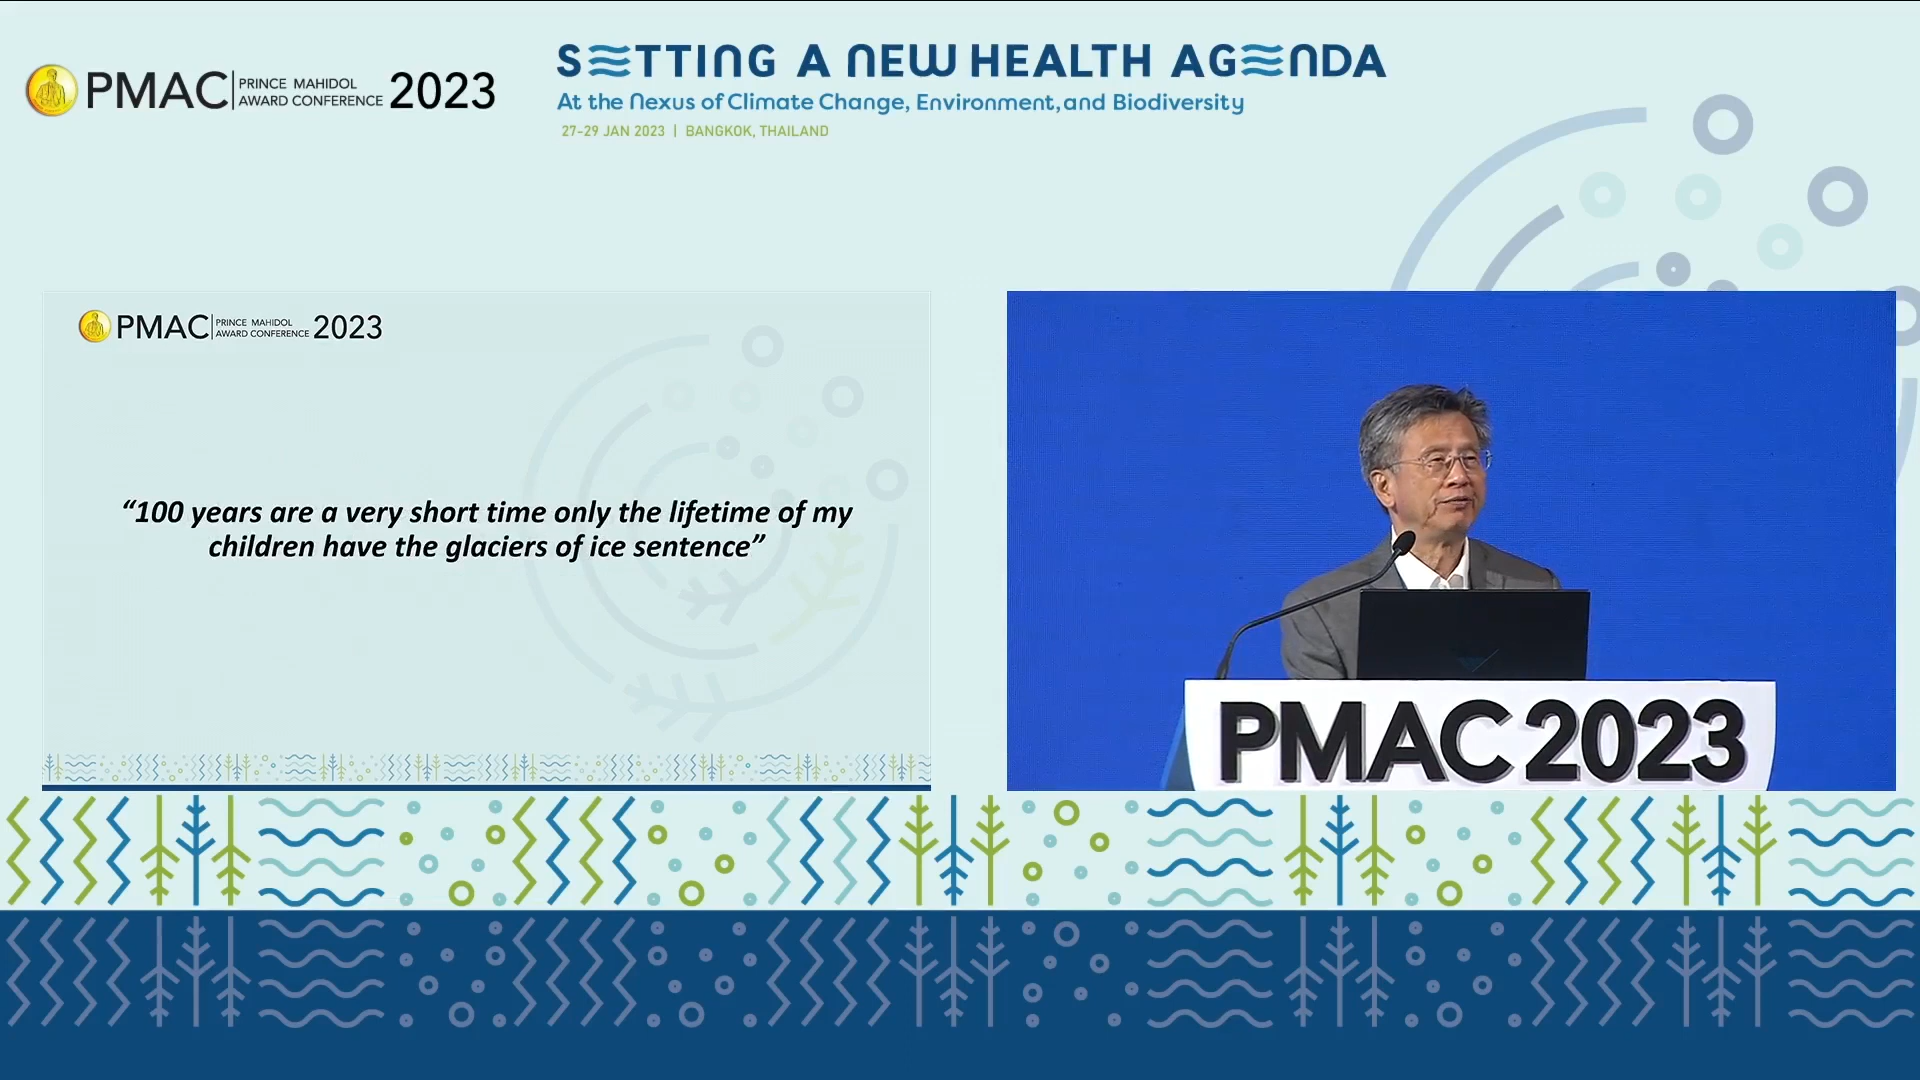 PMAC PRINCE MAHIDOL AWARD CONFERENCE 2023
SETTING A NEW HEALTH AGENDA
At the Nexus of Climate Change, Environment, and Biodiversity
27-29 JAN 2023 | BANGKOK, THAILAND
PMAC PRINCE MAHIDOL AWARD CONFERENCE 2023
“100 years are a very short time only the lifetime of my
children have the glaciers of ice sentence”
PMAC 2023